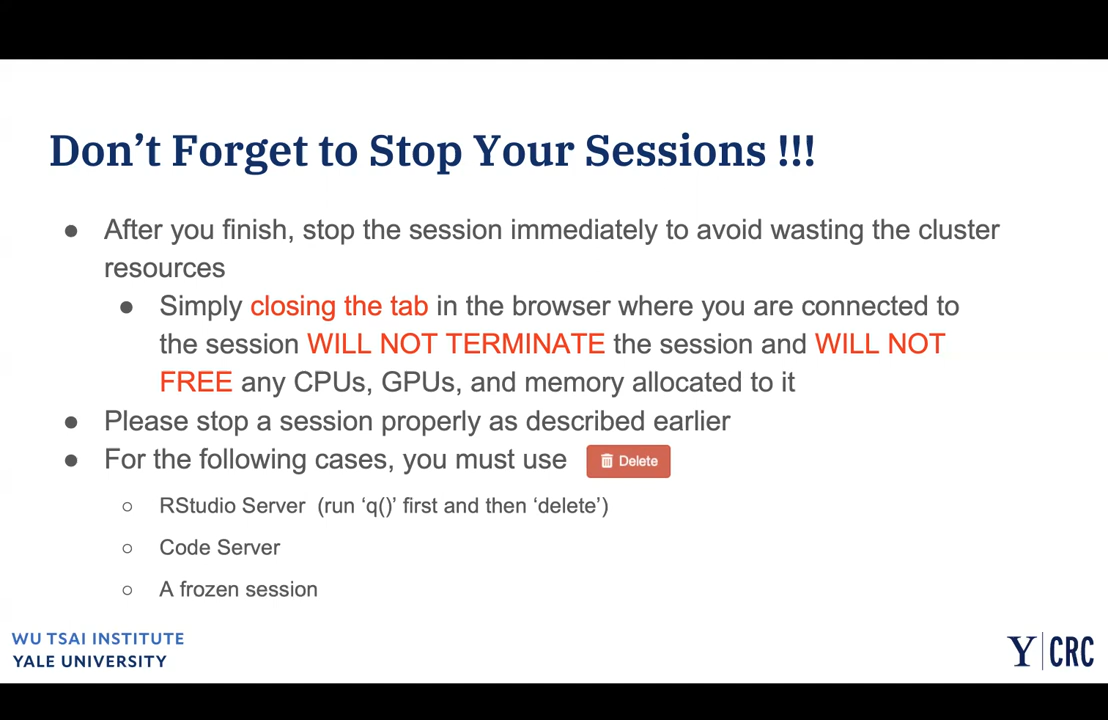 Don’t Forget to Stop Your Sessions !!!
● After you finish, stop the session immediately to avoid wasting the cluster
resources
● Simply closing the tab in the browser where you are connected to
the session WILL NOT TERMINATE the session and WILL NOT
FREE any CPUs, GPUs, and memory allocated to it
● Please stop a session properly as described earlier
● For the following cases, you must use Delete
○ RStudio Server (run ‘q()’ first and then ‘delete’)
○ Code Server
○ A frozen session
WU TSAI INSTITUTE
YALE UNIVERSITY
Y CRC